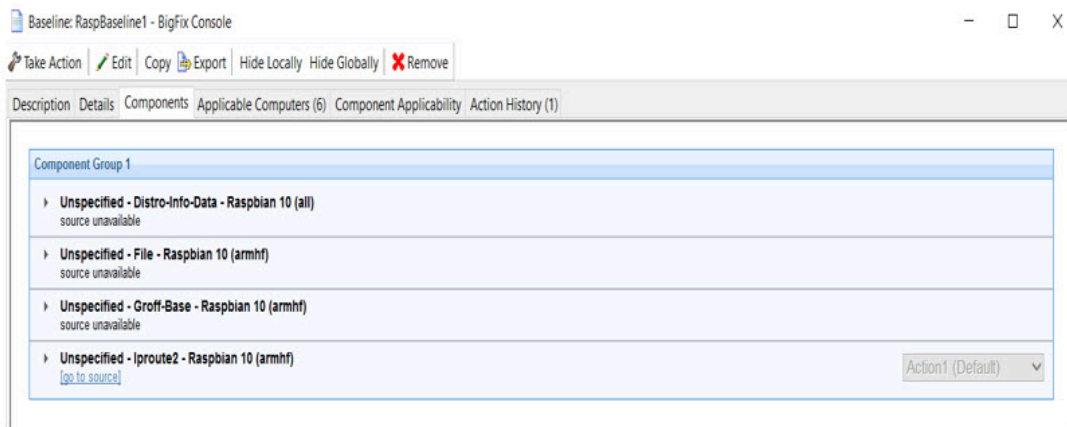 Baseline: RaspBaseline1 - BigFix Console
Take Action Edit Copy Export Hide Locally Hide Globally Remove
Description Details Components Applicable Computers (6) Component Applicability Action History (1)
Component Group 1
Unspecified - Distro-Info-Data - Raspbian 10 (all)
source unavailable
Unspecified - File - Raspbian 10 (armhf)
source unavailable
Unspecified - Groff-Base - Raspbian 10 (armhf)
source unavailable
Unspecified - Iproute2 - Raspbian 10 (armhf)
[go to source]
Action1 (Default)